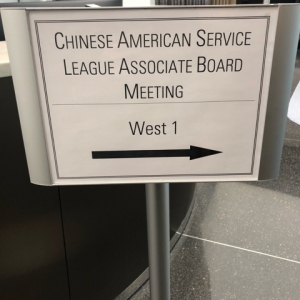 Chinese American Service
League Associate Board
Meeting
West 1